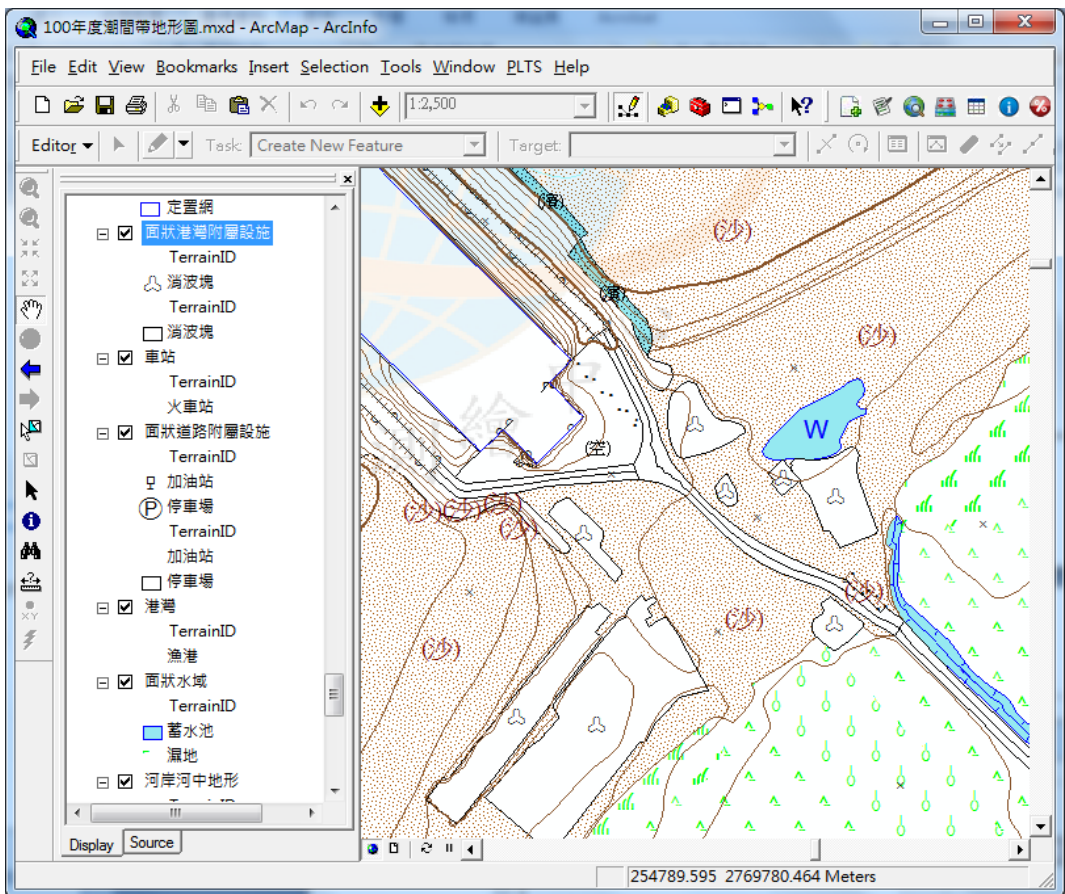 100年度潮間帶地形圖.mxd - ArcMap - ArcInfo
File Edit View Bookmarks Insert Selection Tools Window PLTS Help
1:2,500
Editor Task: Create New Feature Target:
定置網
面狀港灣附屬設施
TerrainID
消波塊
TerrainID
消波塊
車站
TerrainID
火車站
面狀道路附屬設施
TerrainID
加油站
P 停車場
TerrainID
加油站
停車場
港灣
TerrainID
漁港
面狀水域
TerrainID
蓄水池
濕地
河岸河中地形
Display Source
(沙)
(沙)
W
(空)
(沙)(沙)(沙)
(沙)
(沙)
(沙)
(沙)
繪
254789.595 2769780.464 Meters